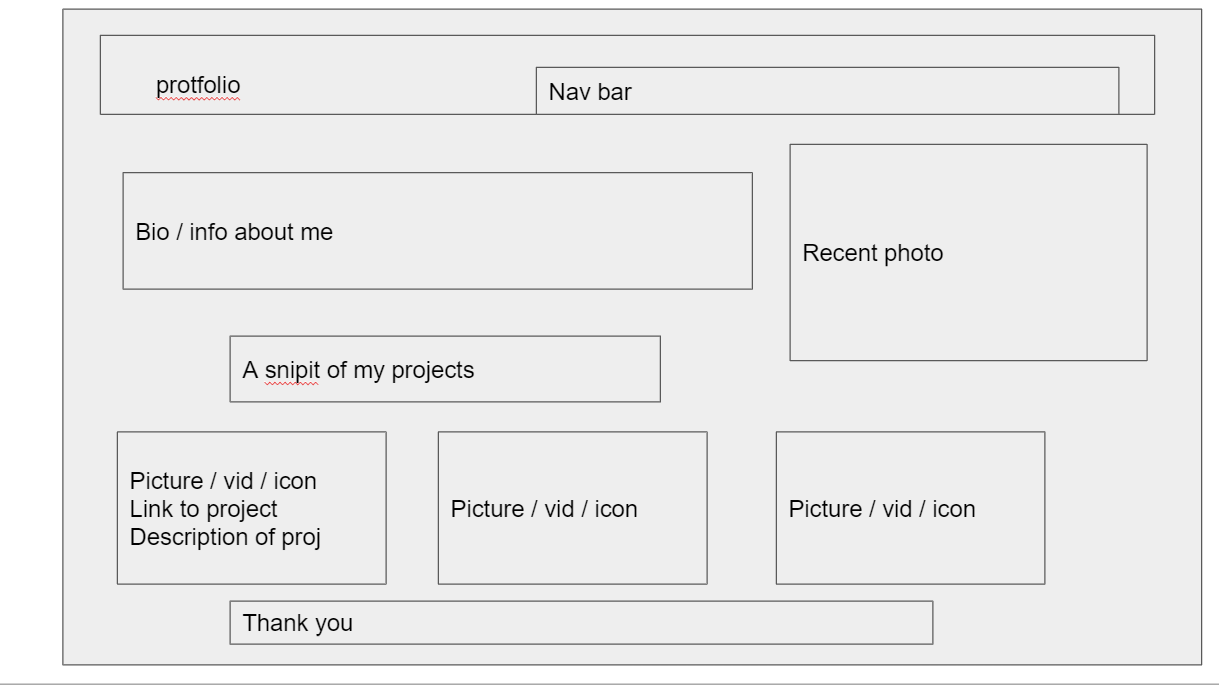 protfolio
Nav bar
Bio / info about me
Recent photo
A snipit of my projects
Picture / vid / icon
Link to project
Description of proj
Picture / vid / icon
Picture / vid / icon
Thank you